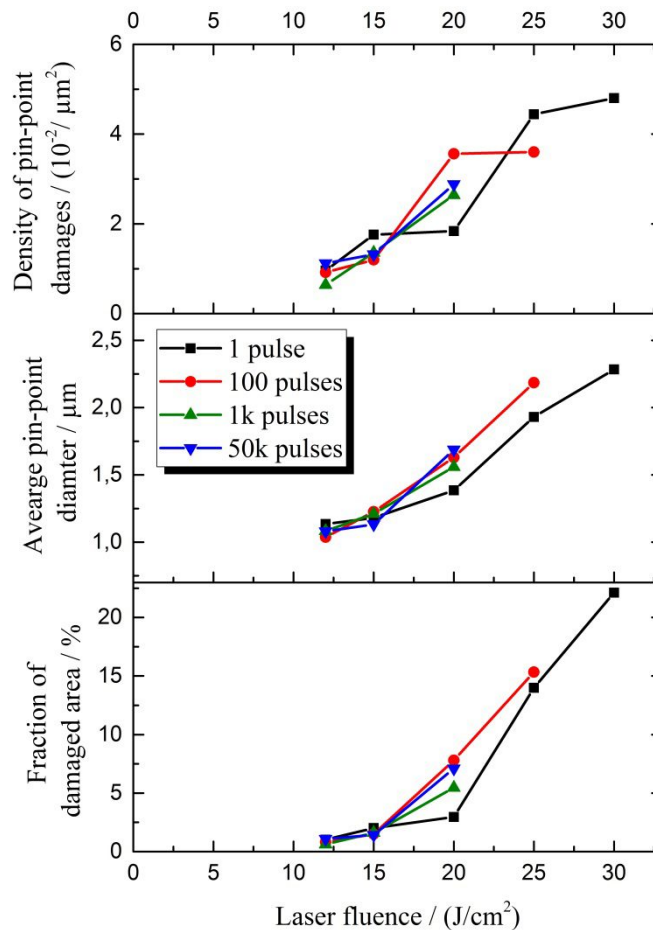 0 5 10 15 20 25 30
6
4
2
0
Density of pin-point
damages / (10⁻²/ µm²)
2,5
2,0
1,5
1,0
Avearge pin-point
diamter / µm
1 pulse
100 pulses
1k pulses
50k pulses
20
15
10
5
0
Fraction of
damaged area / %
0 5 10 15 20 25 30
Laser fluence / (J/cm²)